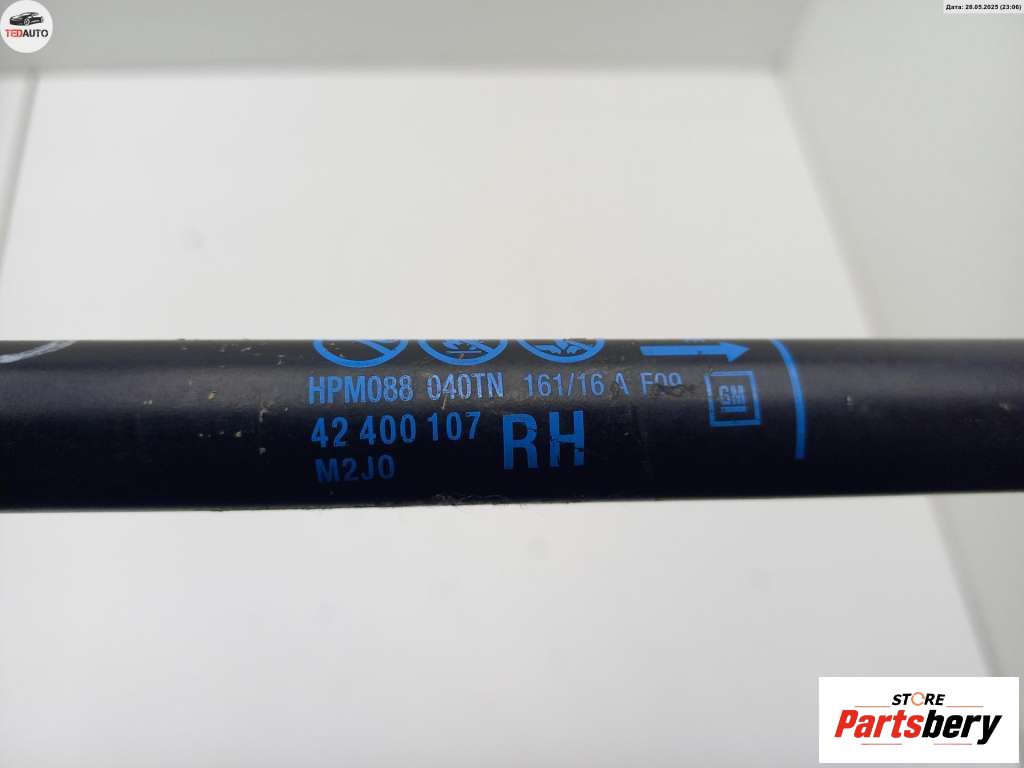 TEDAUTO
Дата: 28.05.2025 (23:06)
HPM088 040TN 161/16 A F09
GM
42 400 107
RH
M2J0
STORE
Partsbery